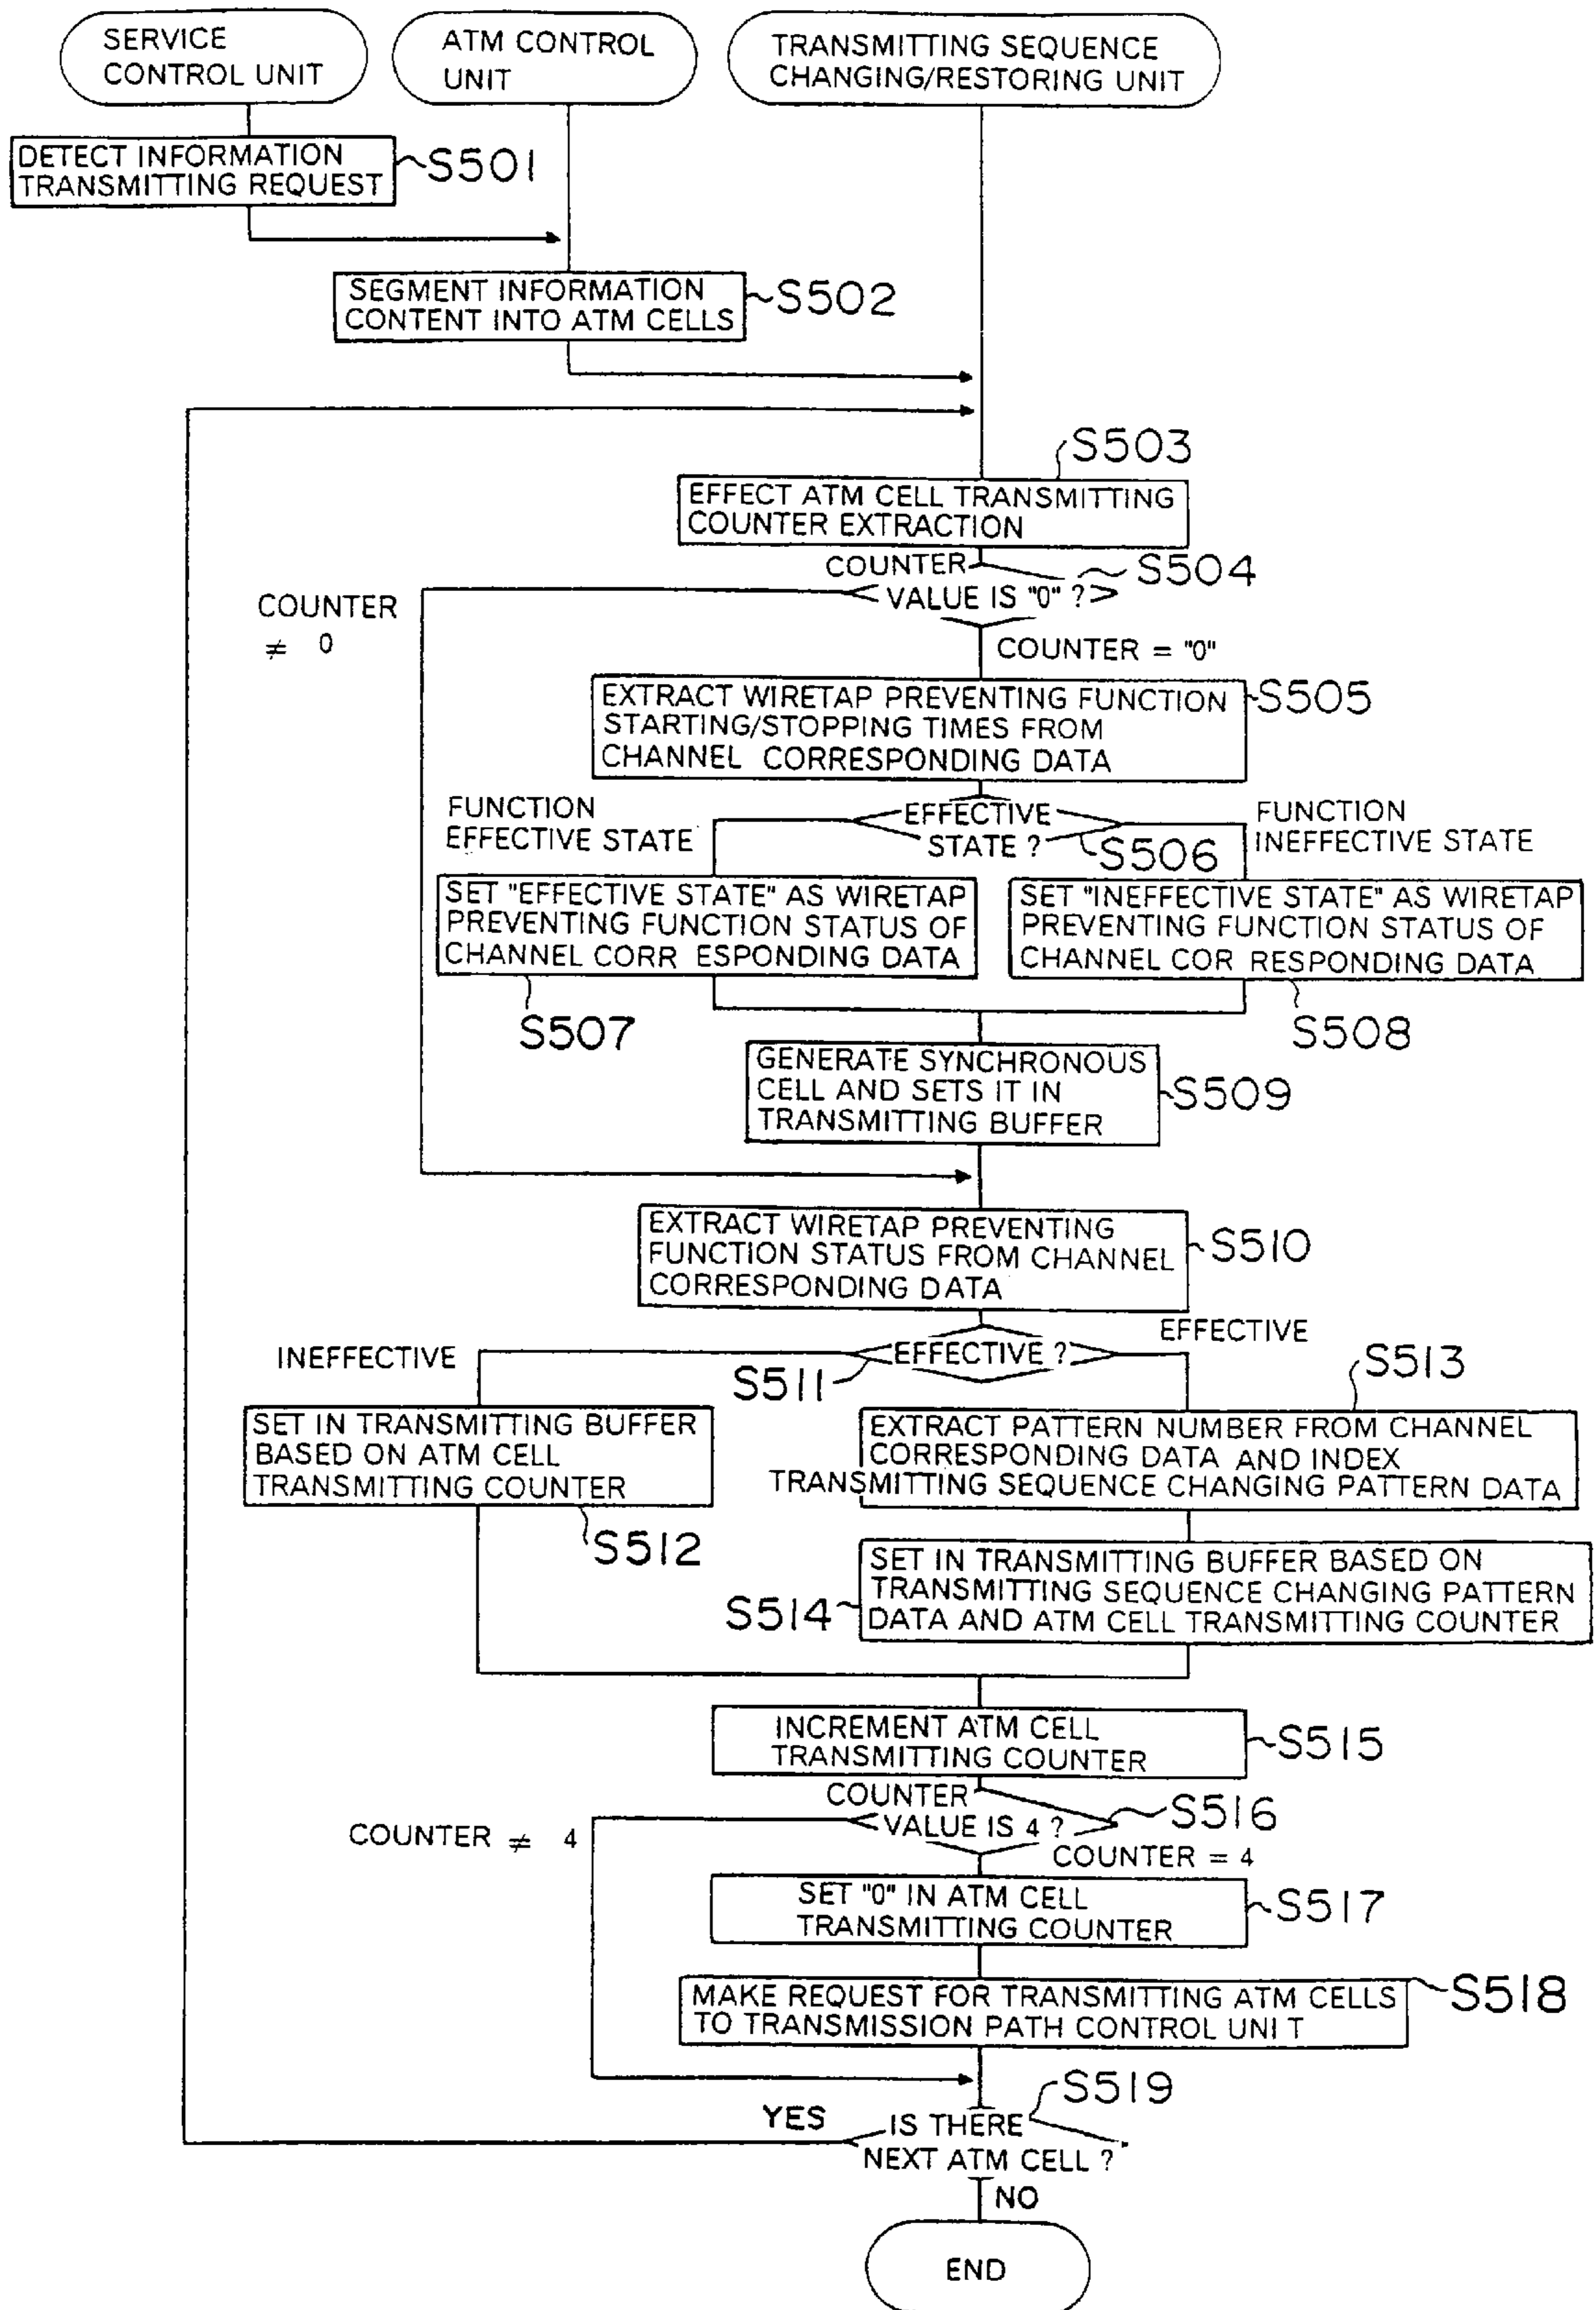 SERVICE
CONTROL UNIT
ATM CONTROL
UNIT
TRANSMITTING SEQUENCE
CHANGING/RESTORING UNIT
DETECT INFORMATION
TRANSMITTING REQUEST
S501
SEGMENT INFORMATION
CONTENT INTO ATM CELLS
S502
S503
EFFECT ATM CELL TRANSMITTING
COUNTER EXTRACTION
COUNTER
VALUE IS "0" ?
S504
COUNTER
≠ 0
COUNTER = "0"
EXTRACT WIRETAP PREVENTING FUNCTION
STARTING/STOPPING TIMES FROM
CHANNEL CORRESPONDING DATA
S505
FUNCTION
EFFECTIVE STATE
EFFECTIVE
STATE ?
S506
FUNCTION
INEFFECTIVE STATE
SET "EFFECTIVE STATE" AS WIRETAP
PREVENTING FUNCTION STATUS OF
CHANNEL CORR ESPONDING DATA
S507
SET "INEFFECTIVE STATE" AS WIRETAP
PREVENTING FUNCTION STATUS OF
CHANNEL COR RESPONDING DATA
S508
GENERATE SYNCHRONOUS
CELL AND SETS IT IN
TRANSMITTING BUFFER
S509
EXTRACT WIRETAP PREVENTING
FUNCTION STATUS FROM CHANNEL
CORRESPONDING DATA
S510
INEFFECTIVE
EFFECTIVE ?
S511
EFFECTIVE
SET IN TRANSMITTING BUFFER
BASED ON ATM CELL
TRANSMITTING COUNTER
S512
S513
EXTRACT PATTERN NUMBER FROM CHANNEL
CORRESPONDING DATA AND INDEX
TRANSMITTING SEQUENCE CHANGING PATTERN DATA
SET IN TRANSMITTING BUFFER BASED ON
TRANSMITTING SEQUENCE CHANGING PATTERN
DATA AND ATM CELL TRANSMITTING COUNTER
S514
INCREMENT ATM CELL
TRANSMITTING COUNTER
S515
COUNTER
VALUE IS 4 ?
S516
COUNTER ≠ 4
COUNTER = 4
SET "0" IN ATM CELL
TRANSMITTING COUNTER
S517
MAKE REQUEST FOR TRANSMITTING ATM CELLS
TO TRANSMISSION PATH CONTROL UNI T
S518
S519
YES
IS THERE
NEXT ATM CELL ?
NO
END